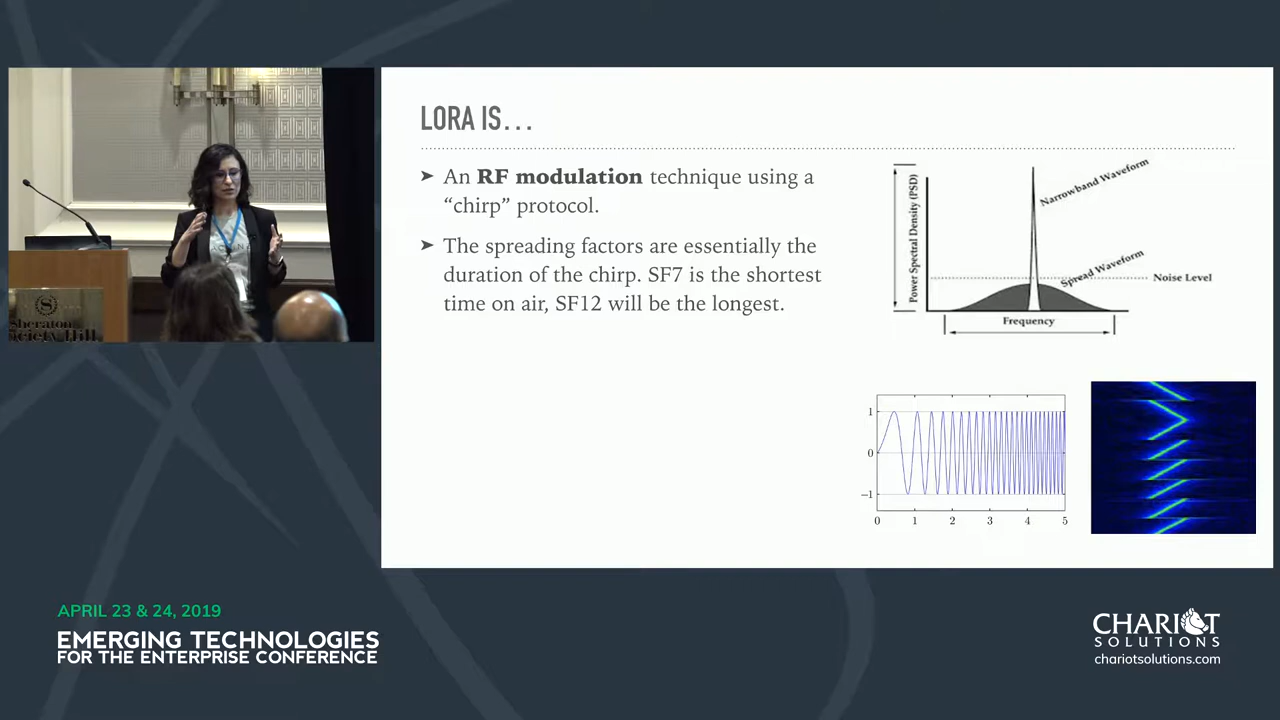 LORA IS...
➤ An RF modulation technique using a
“chirp” protocol.
➤ The spreading factors are essentially the
duration of the chirp. SF7 is the shortest
time on air, SF12 will be the longest.
Power Spectral Density (PSD)
Narrowband Waveform
Spread Waveform
Noise Level
Frequency
1
0
−1
0 1 2 3 4 5
Sheraton
Society Hill
APRIL 23 & 24, 2019
EMERGING TECHNOLOGIES
FOR THE ENTERPRISE CONFERENCE
CHARIOT
SOLUTIONS
chariotsolutions.com